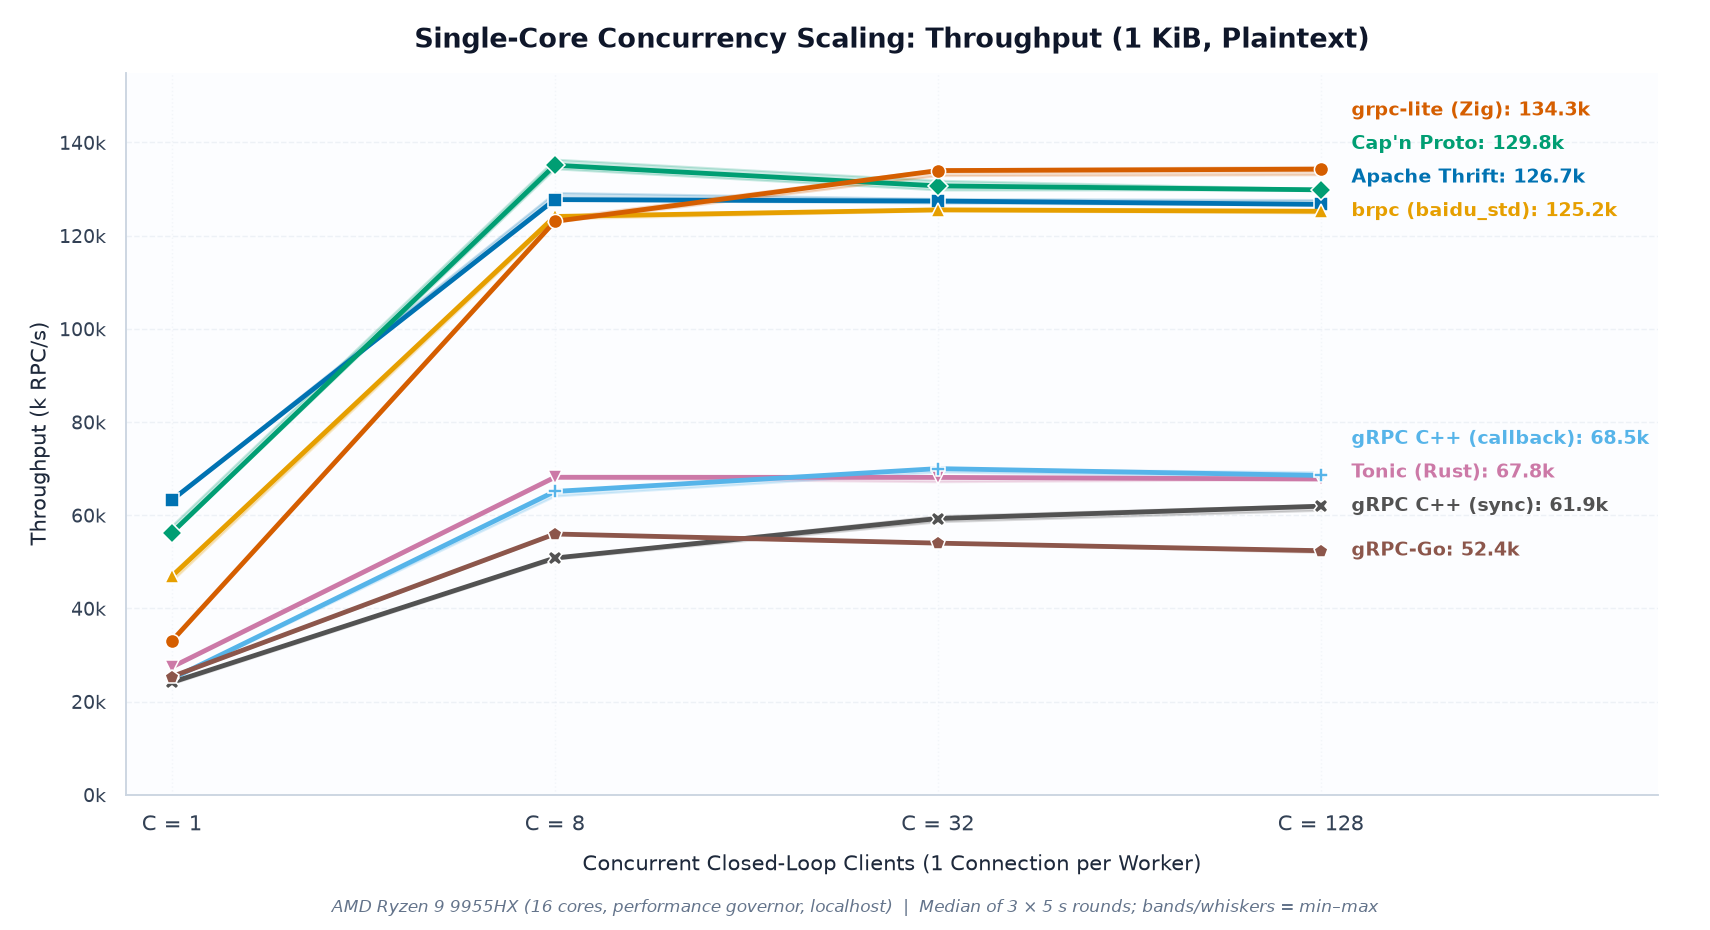 Single-Core Concurrency Scaling: Throughput (1 KiB, Plaintext)
Throughput (k RPC/s)
140k
120k
100k
80k
60k
40k
20k
0k
grpc-lite (Zig): 134.3k
Cap'n Proto: 129.8k
Apache Thrift: 126.7k
brpc (baidu_std): 125.2k
gRPC C++ (callback): 68.5k
Tonic (Rust): 67.8k
gRPC C++ (sync): 61.9k
gRPC-Go: 52.4k
C = 1
C = 8
C = 32
C = 128
Concurrent Closed-Loop Clients (1 Connection per Worker)
AMD Ryzen 9 9955HX (16 cores, performance governor, localhost) | Median of 3 × 5 s rounds; bands/whiskers = min–max